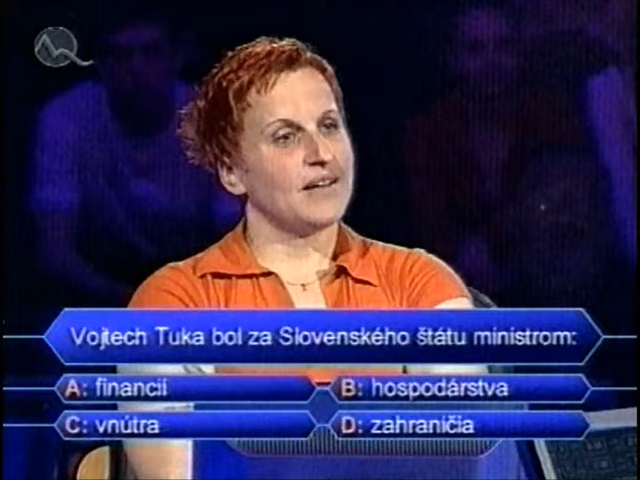 Vojtech Tuka bol za Slovenského štátu ministrom:
A: financií
B: hospodárstva
C: vnútra
D: zahraničia